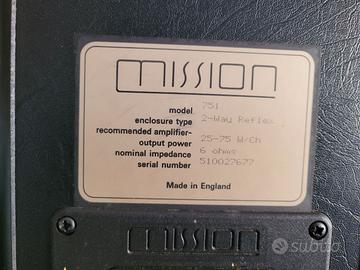 mission
model 751
enclosure type 2-Way Reflex
recommended amplifier-
output power 25-75 W/Ch
nominal impedance 6 ohms
serial number 510027677
Made in England
mission
subito